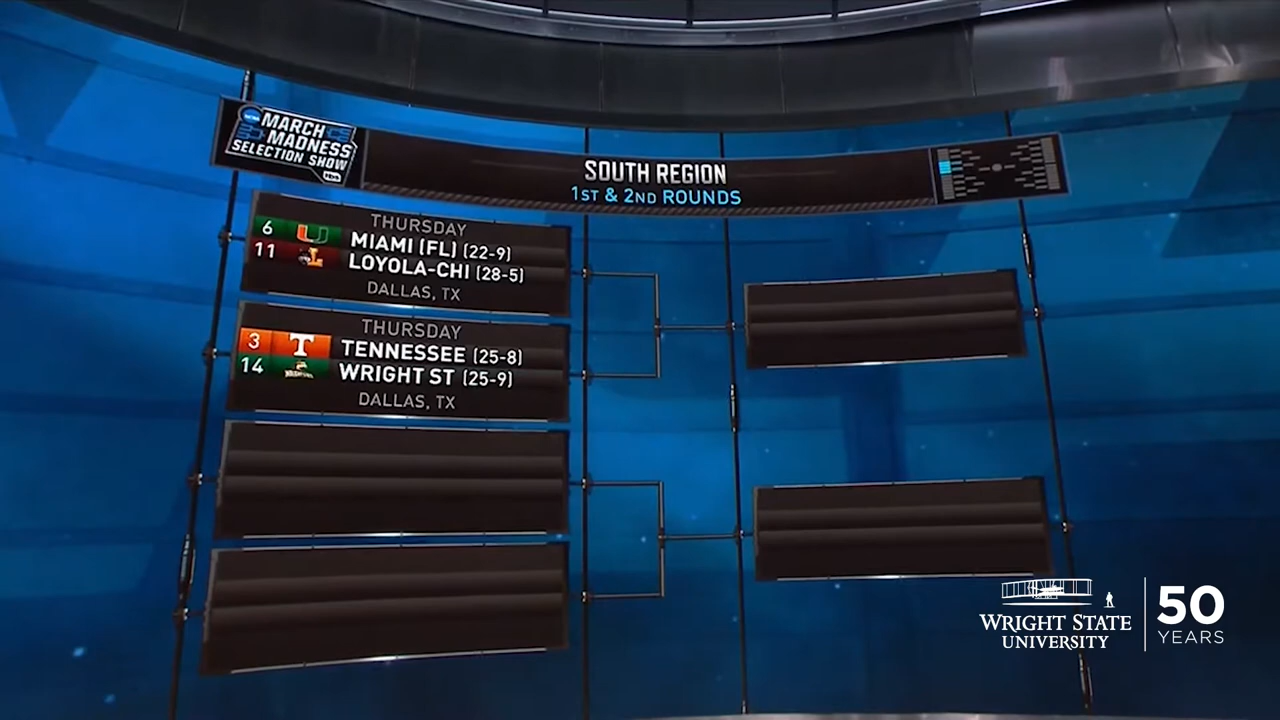 NCAA
MARCH
MADNESS
SELECTION SHOW
tbs
SOUTH REGION
1ST & 2ND ROUNDS
THURSDAY
6 MIAMI (FL) (22-9)
11 LOYOLA-CHI (28-5)
DALLAS, TX
THURSDAY
3 T TENNESSEE (25-8)
14 WRIGHT ST (25-9)
DALLAS, TX
WRIGHT STATE
UNIVERSITY
50
YEARS